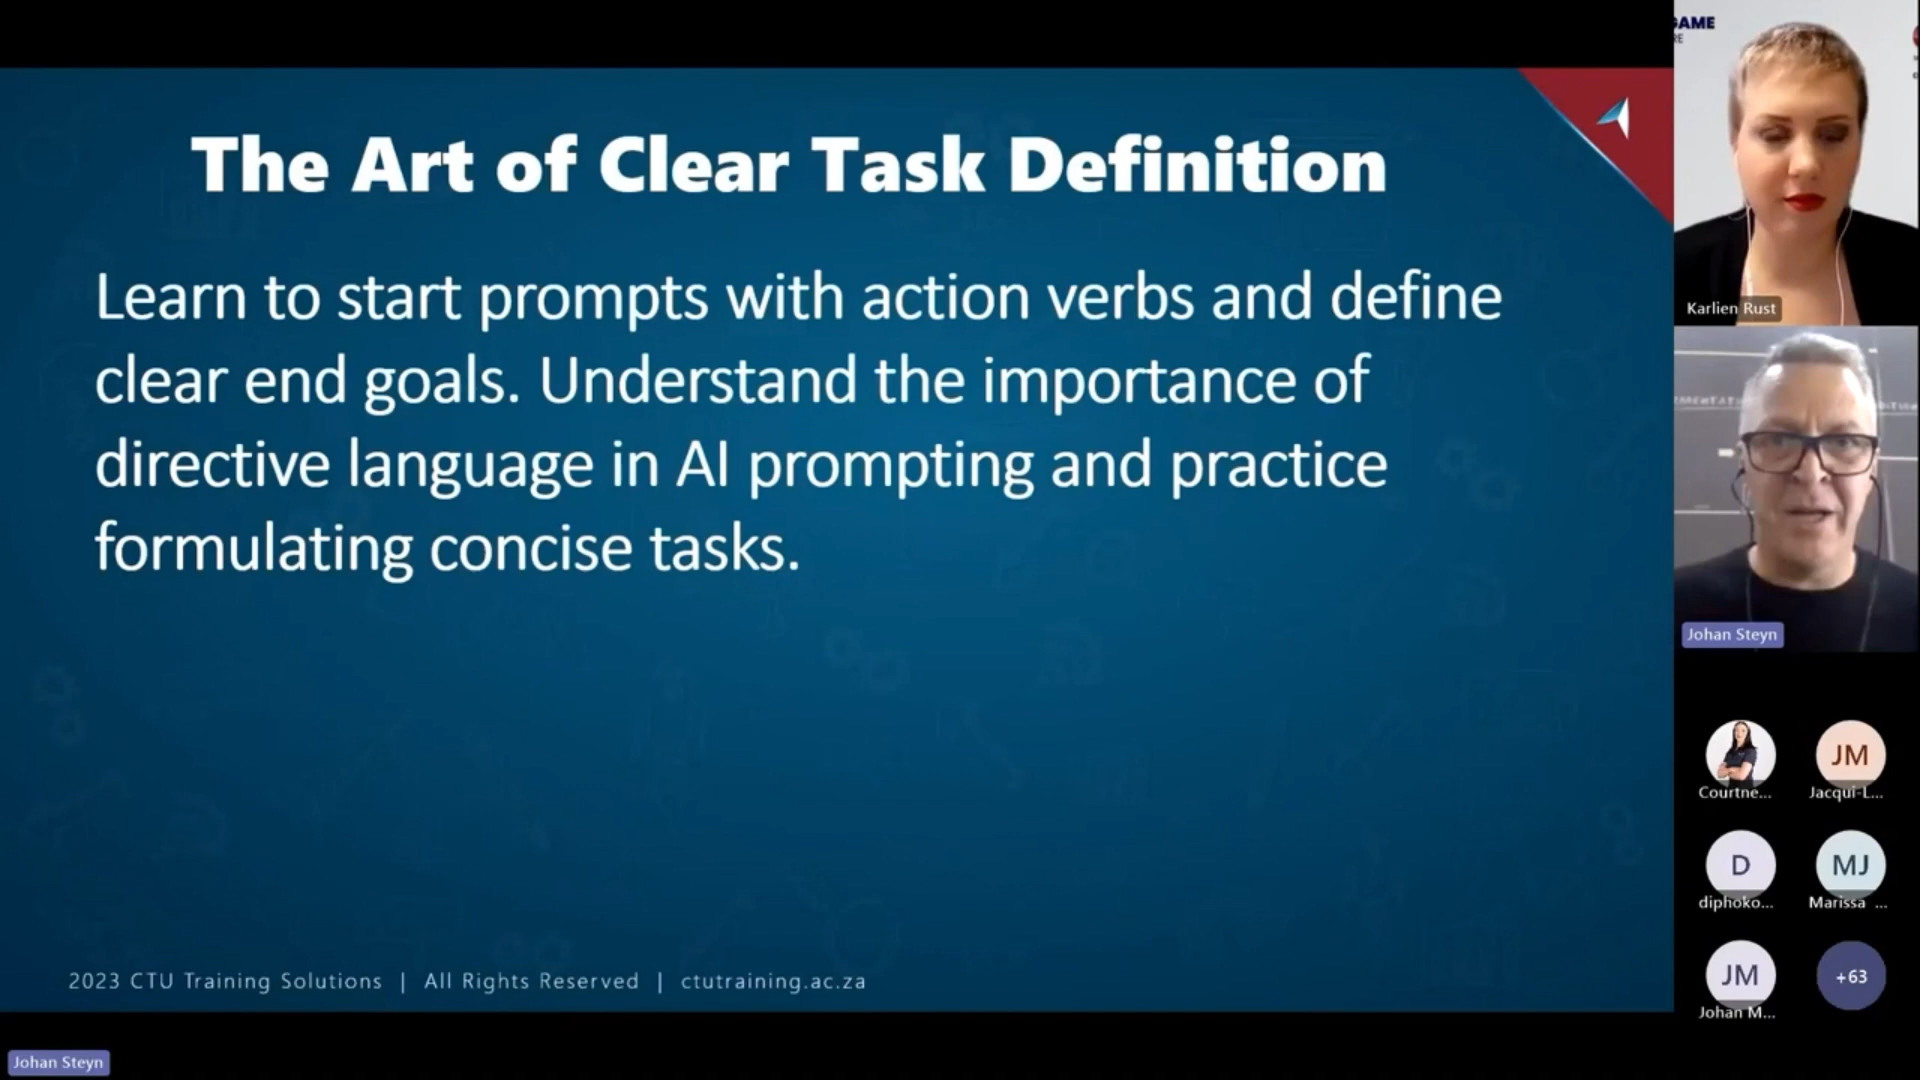 The Art of Clear Task Definition
Learn to start prompts with action verbs and define
clear end goals. Understand the importance of
directive language in AI prompting and practice
formulating concise tasks.
2023 CTU Training Solutions | All Rights Reserved | ctutraining.ac.za
Johan Steyn
GAME
Karlien Rust
Johan Steyn
JM
Courtne...
Jacqui-L...
D
MJ
diphoko...
Marissa ...
JM
+63
Johan M...